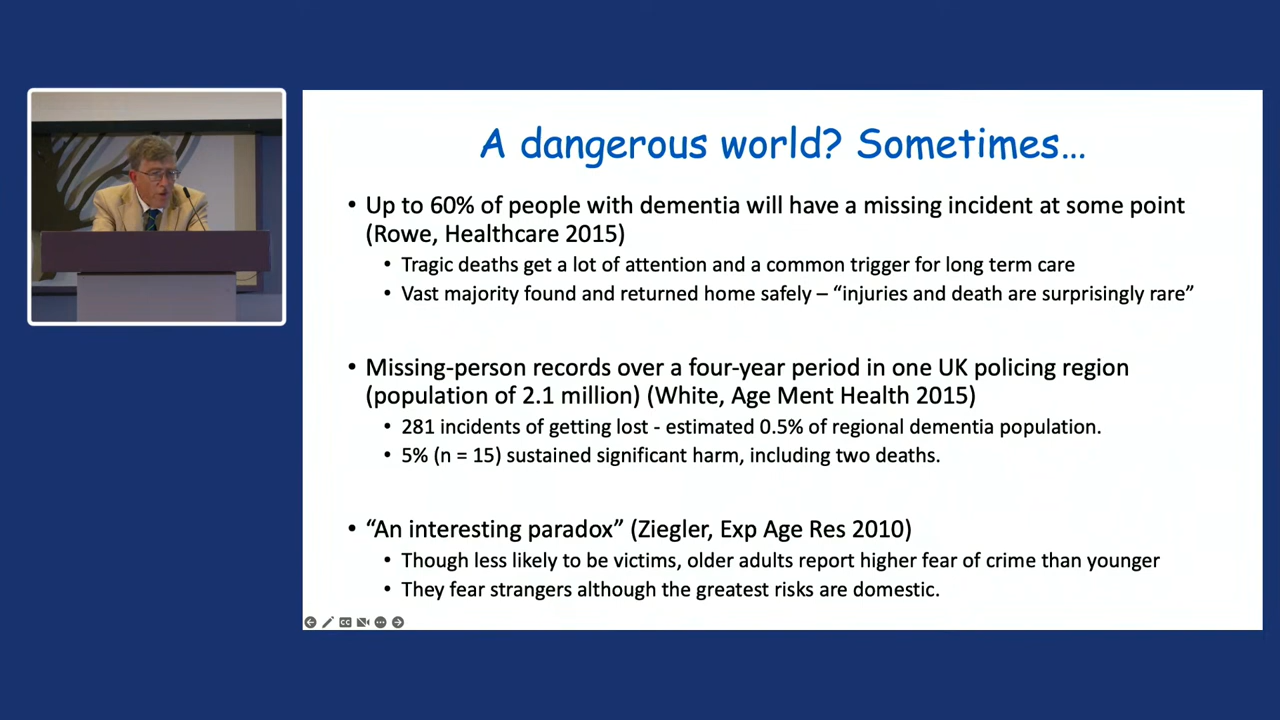 A dangerous world? Sometimes…
• Up to 60% of people with dementia will have a missing incident at some point
(Rowe, Healthcare 2015)
• Tragic deaths get a lot of attention and a common trigger for long term care
• Vast majority found and returned home safely – “injuries and death are surprisingly rare”
• Missing-person records over a four-year period in one UK policing region
(population of 2.1 million) (White, Age Ment Health 2015)
• 281 incidents of getting lost - estimated 0.5% of regional dementia population.
• 5% (n = 15) sustained significant harm, including two deaths.
• “An interesting paradox” (Ziegler, Exp Age Res 2010)
• Though less likely to be victims, older adults report higher fear of crime than younger
• They fear strangers although the greatest risks are domestic.
CC